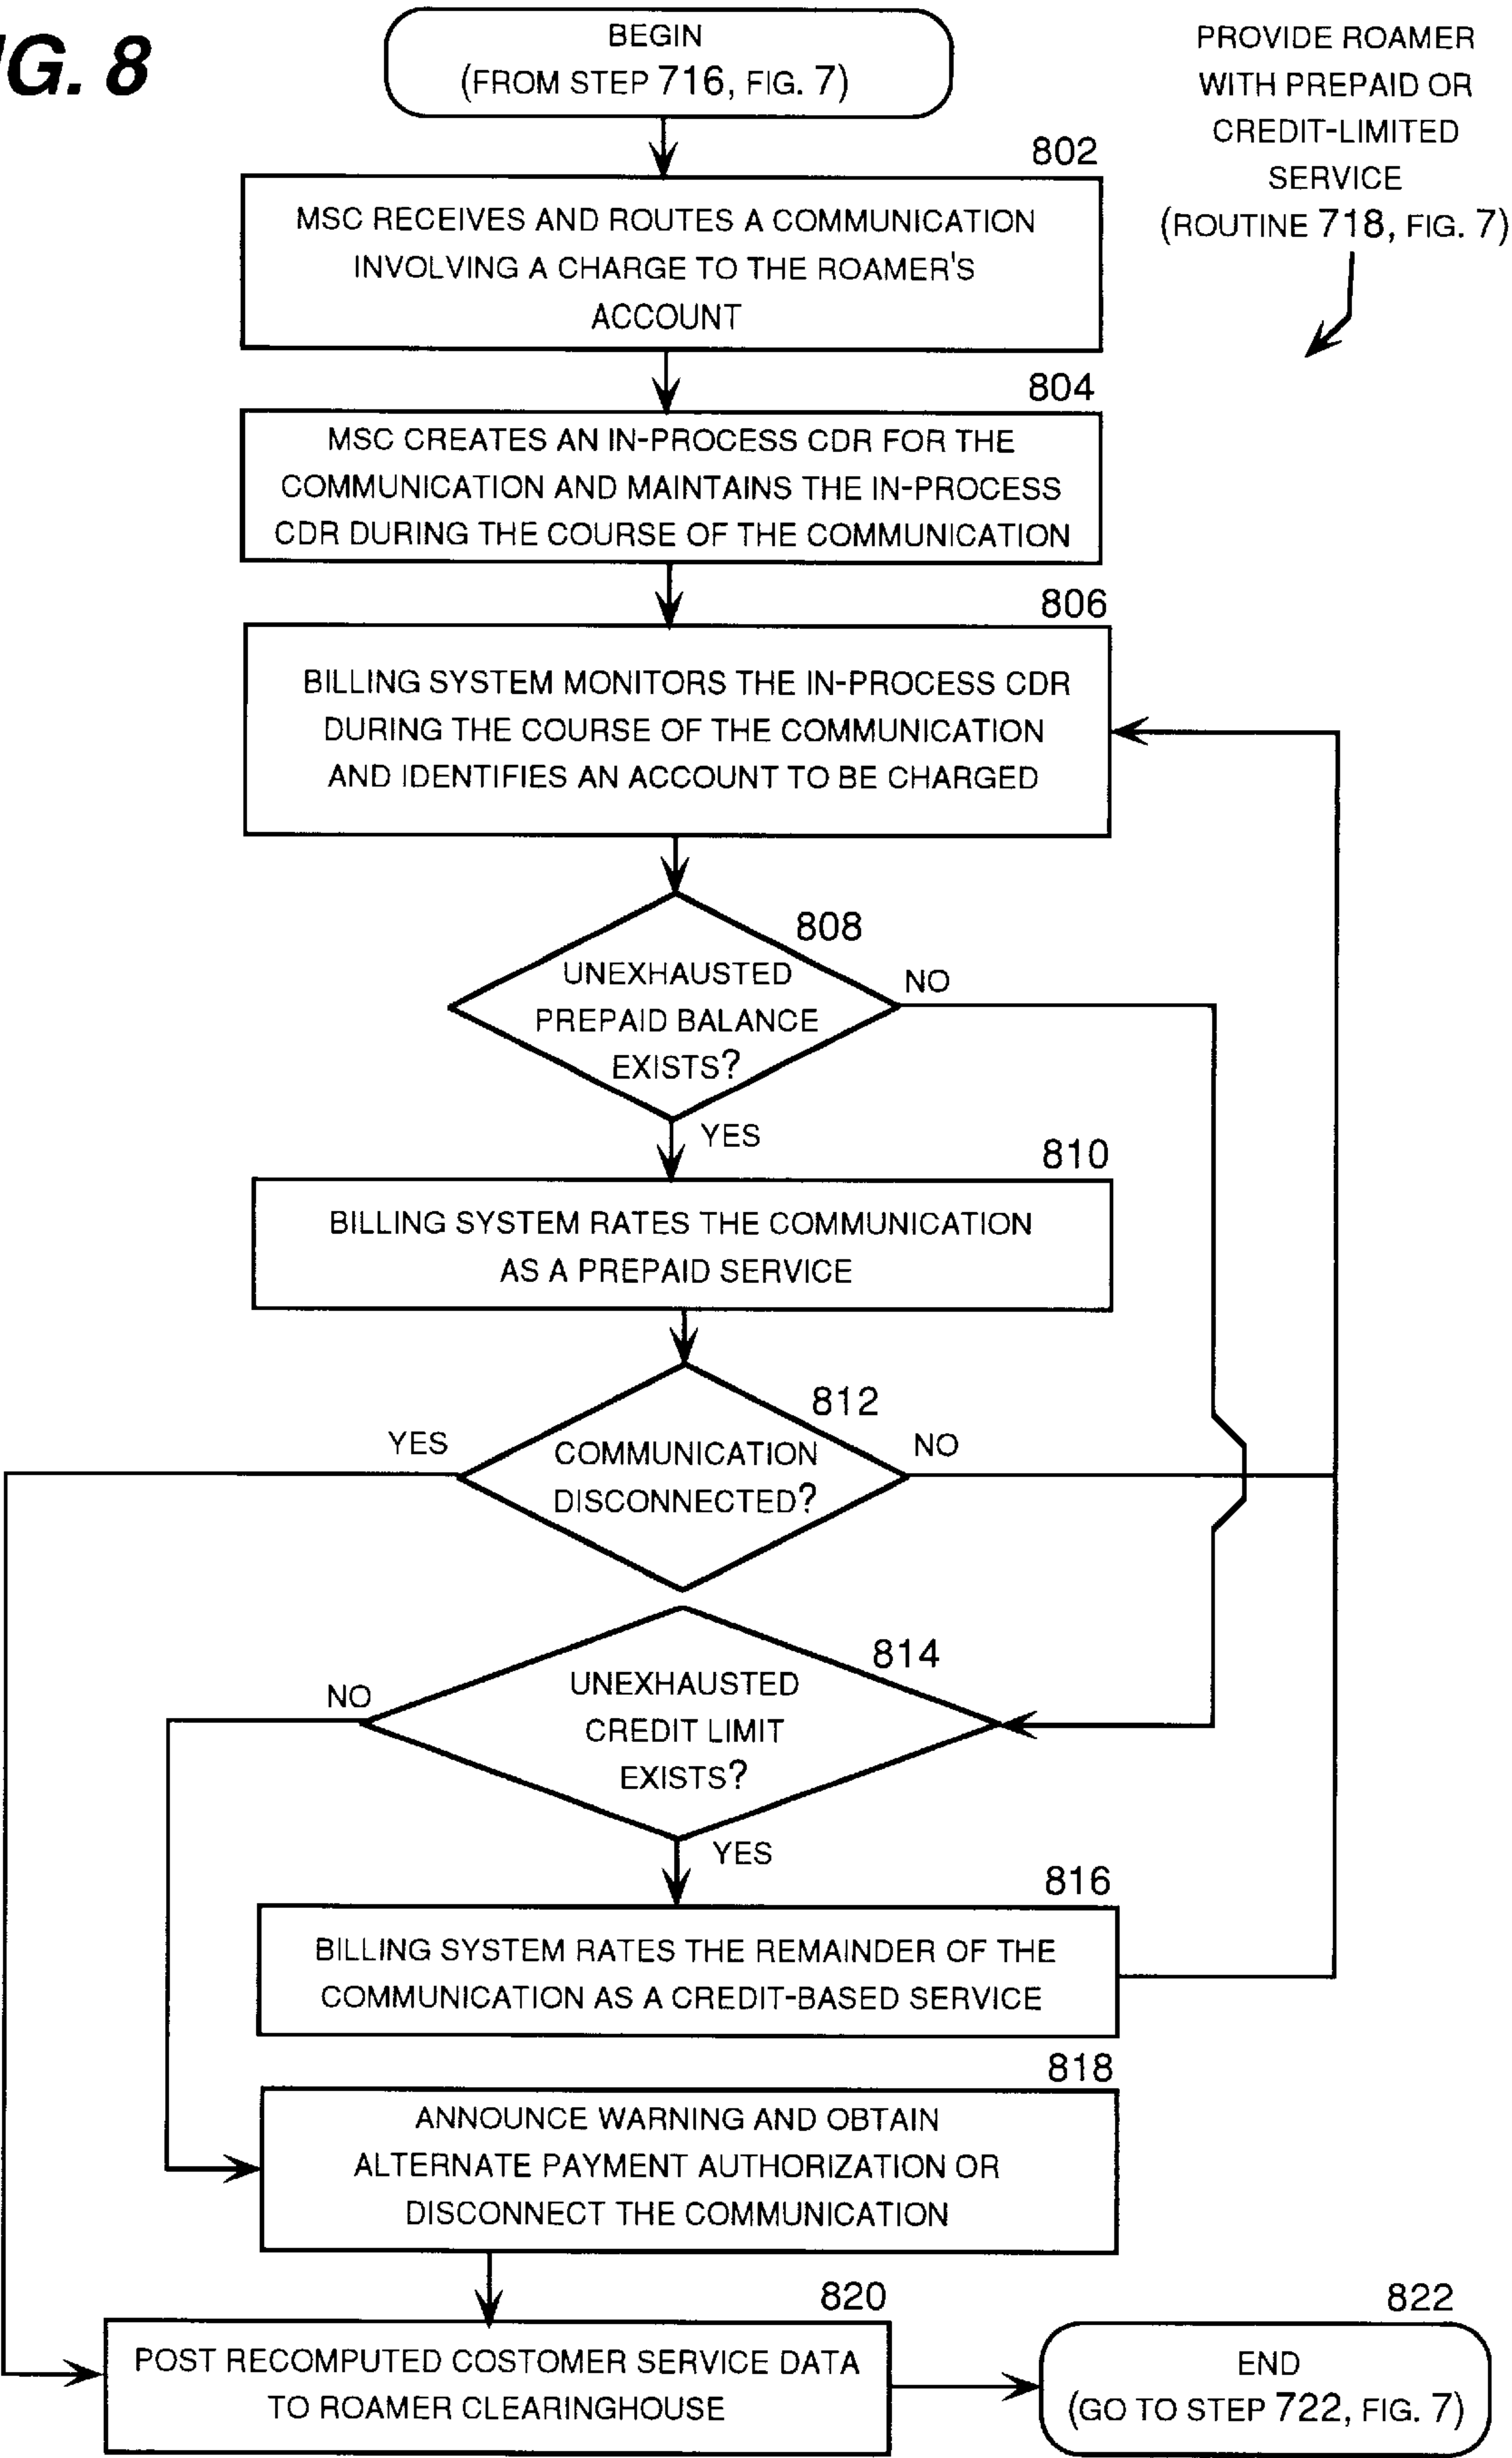 G. 8
BEGIN
(FROM STEP 716, FIG. 7)
PROVIDE ROAMER
WITH PREPAID OR
CREDIT-LIMITED
SERVICE
(ROUTINE 718, FIG. 7)
802
MSC RECEIVES AND ROUTES A COMMUNICATION
INVOLVING A CHARGE TO THE ROAMER'S
ACCOUNT
804
MSC CREATES AN IN-PROCESS CDR FOR THE
COMMUNICATION AND MAINTAINS THE IN-PROCESS
CDR DURING THE COURSE OF THE COMMUNICATION
806
BILLING SYSTEM MONITORS THE IN-PROCESS CDR
DURING THE COURSE OF THE COMMUNICATION
AND IDENTIFIES AN ACCOUNT TO BE CHARGED
808
UNEXHAUSTED
PREPAID BALANCE
EXISTS?
NO
YES
810
BILLING SYSTEM RATES THE COMMUNICATION
AS A PREPAID SERVICE
812
YES
COMMUNICATION
DISCONNECTED?
NO
814
NO
UNEXHAUSTED
CREDIT LIMIT
EXISTS?
YES
816
BILLING SYSTEM RATES THE REMAINDER OF THE
COMMUNICATION AS A CREDIT-BASED SERVICE
818
ANNOUNCE WARNING AND OBTAIN
ALTERNATE PAYMENT AUTHORIZATION OR
DISCONNECT THE COMMUNICATION
820
POST RECOMPUTED COSTOMER SERVICE DATA
TO ROAMER CLEARINGHOUSE
822
END
(GO TO STEP 722, FIG. 7)